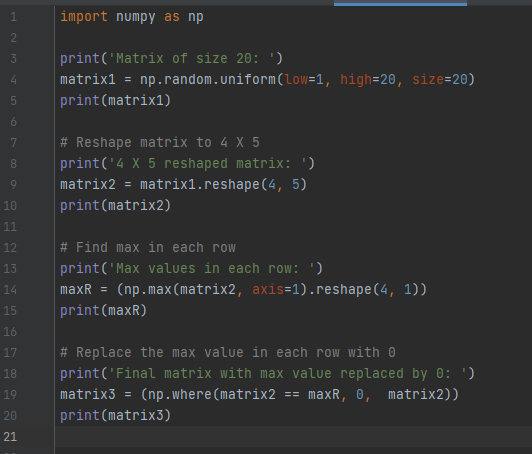 1 import numpy as np
2
3 print('Matrix of size 20: ')
4 matrix1 = np.random.uniform(low=1, high=20, size=20)
5 print(matrix1)
6
7 # Reshape matrix to 4 X 5
8 print('4 X 5 reshaped matrix: ')
9 matrix2 = matrix1.reshape(4, 5)
10 print(matrix2)
11
12 # Find max in each row
13 print('Max values in each row: ')
14 maxR = (np.max(matrix2, axis=1).reshape(4, 1))
15 print(maxR)
16
17 # Replace the max value in each row with 0
18 print('Final matrix with max value replaced by 0: ')
19 matrix3 = (np.where(matrix2 == maxR, 0,  matrix2))
20 print(matrix3)
21